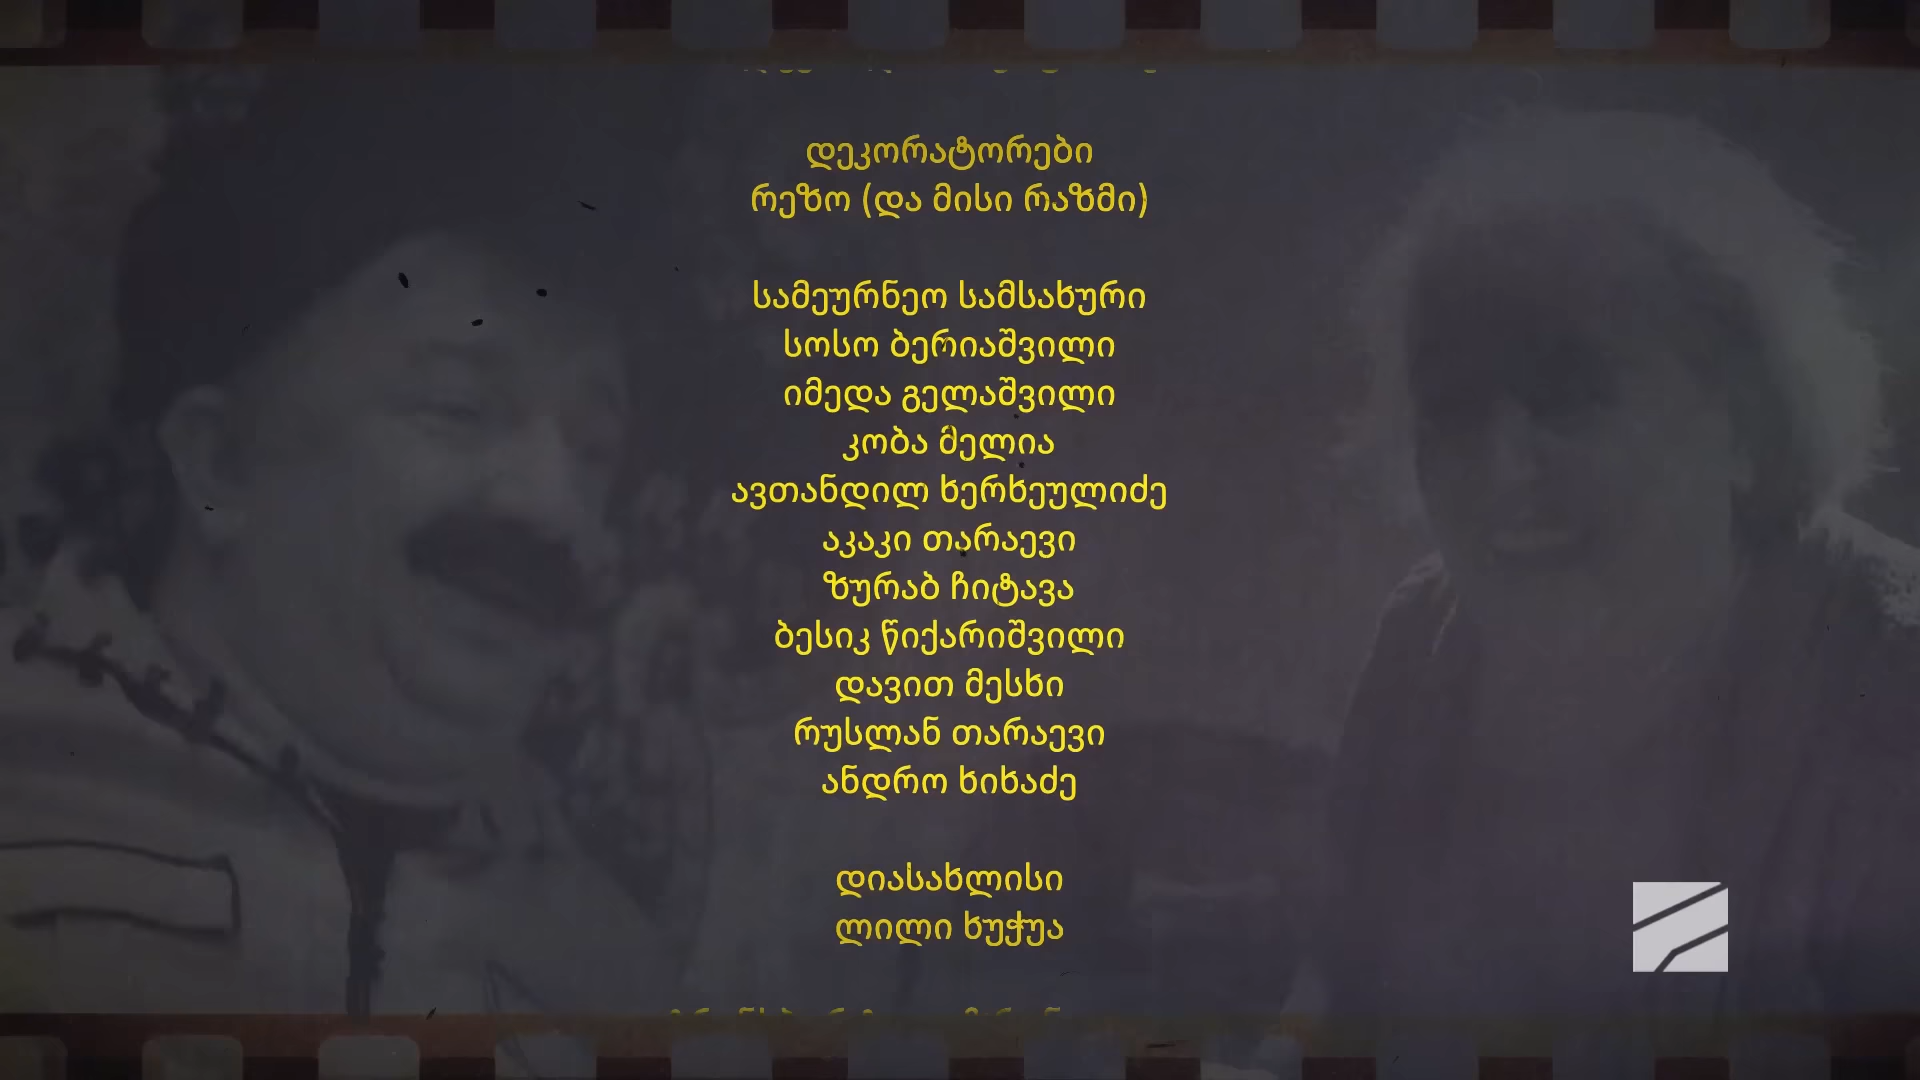 დეკორატორები
რეზო (და მისი რაზმი)
სამეურნეო სამსახური
სოსო ბერიაშვილი
იმედა გელაშვილი
კობა მელია
ავთანდილ ხერხეულიძე
აკაკი თარაევი
ზურაბ ჩიტავა
ბესიკ წიქარიშვილი
დავით მესხი
რუსლან თარაევი
ანდრო ხიხაძე
დიასახლისი
ლილი ხუჭუა